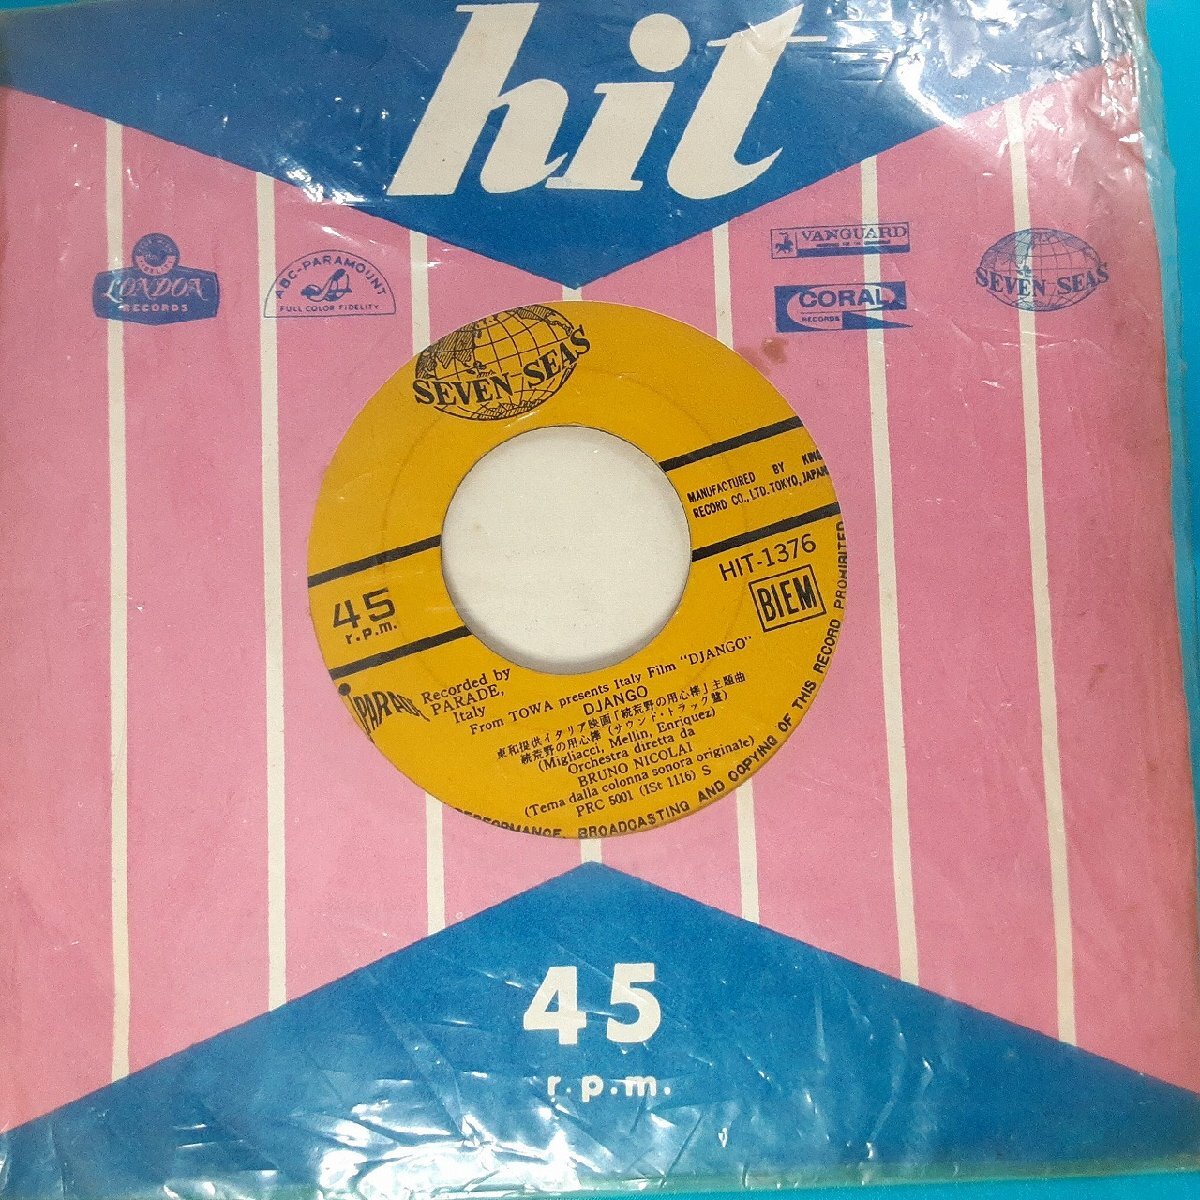 hit
LONDON
RECORDS
ABC-PARAMOUNT
FULL COLOR FIDELITY
VANGUARD
CORAL
RECORDS
SEVEN SEAS
SEVEN SEAS
MANUFACTURED BY KING
RECORD CO., LTD. TOKYO, JAPAN
45
r.p.m.
HIT-1376
BIEM
PARADE
Recorded by
PARADE,
Italy
From TOWA presents Italy Film "DJANGO"
DJANGO
東和提供イタリア映画「続荒野の用心棒」主題曲
続荒野の用心棒(サウンド・トラック盤)
(Migliacci, Mellin, Enriquez)
Orchestra diretta da
BRUNO NICOLAI
(Tema dalla colonna sonora originale)
PRC 5001 (ISt 1116) S
PERFORMANCE, BROADCASTING AND COPYING OF THIS RECORD PROHIBITED
45
r.p.m.